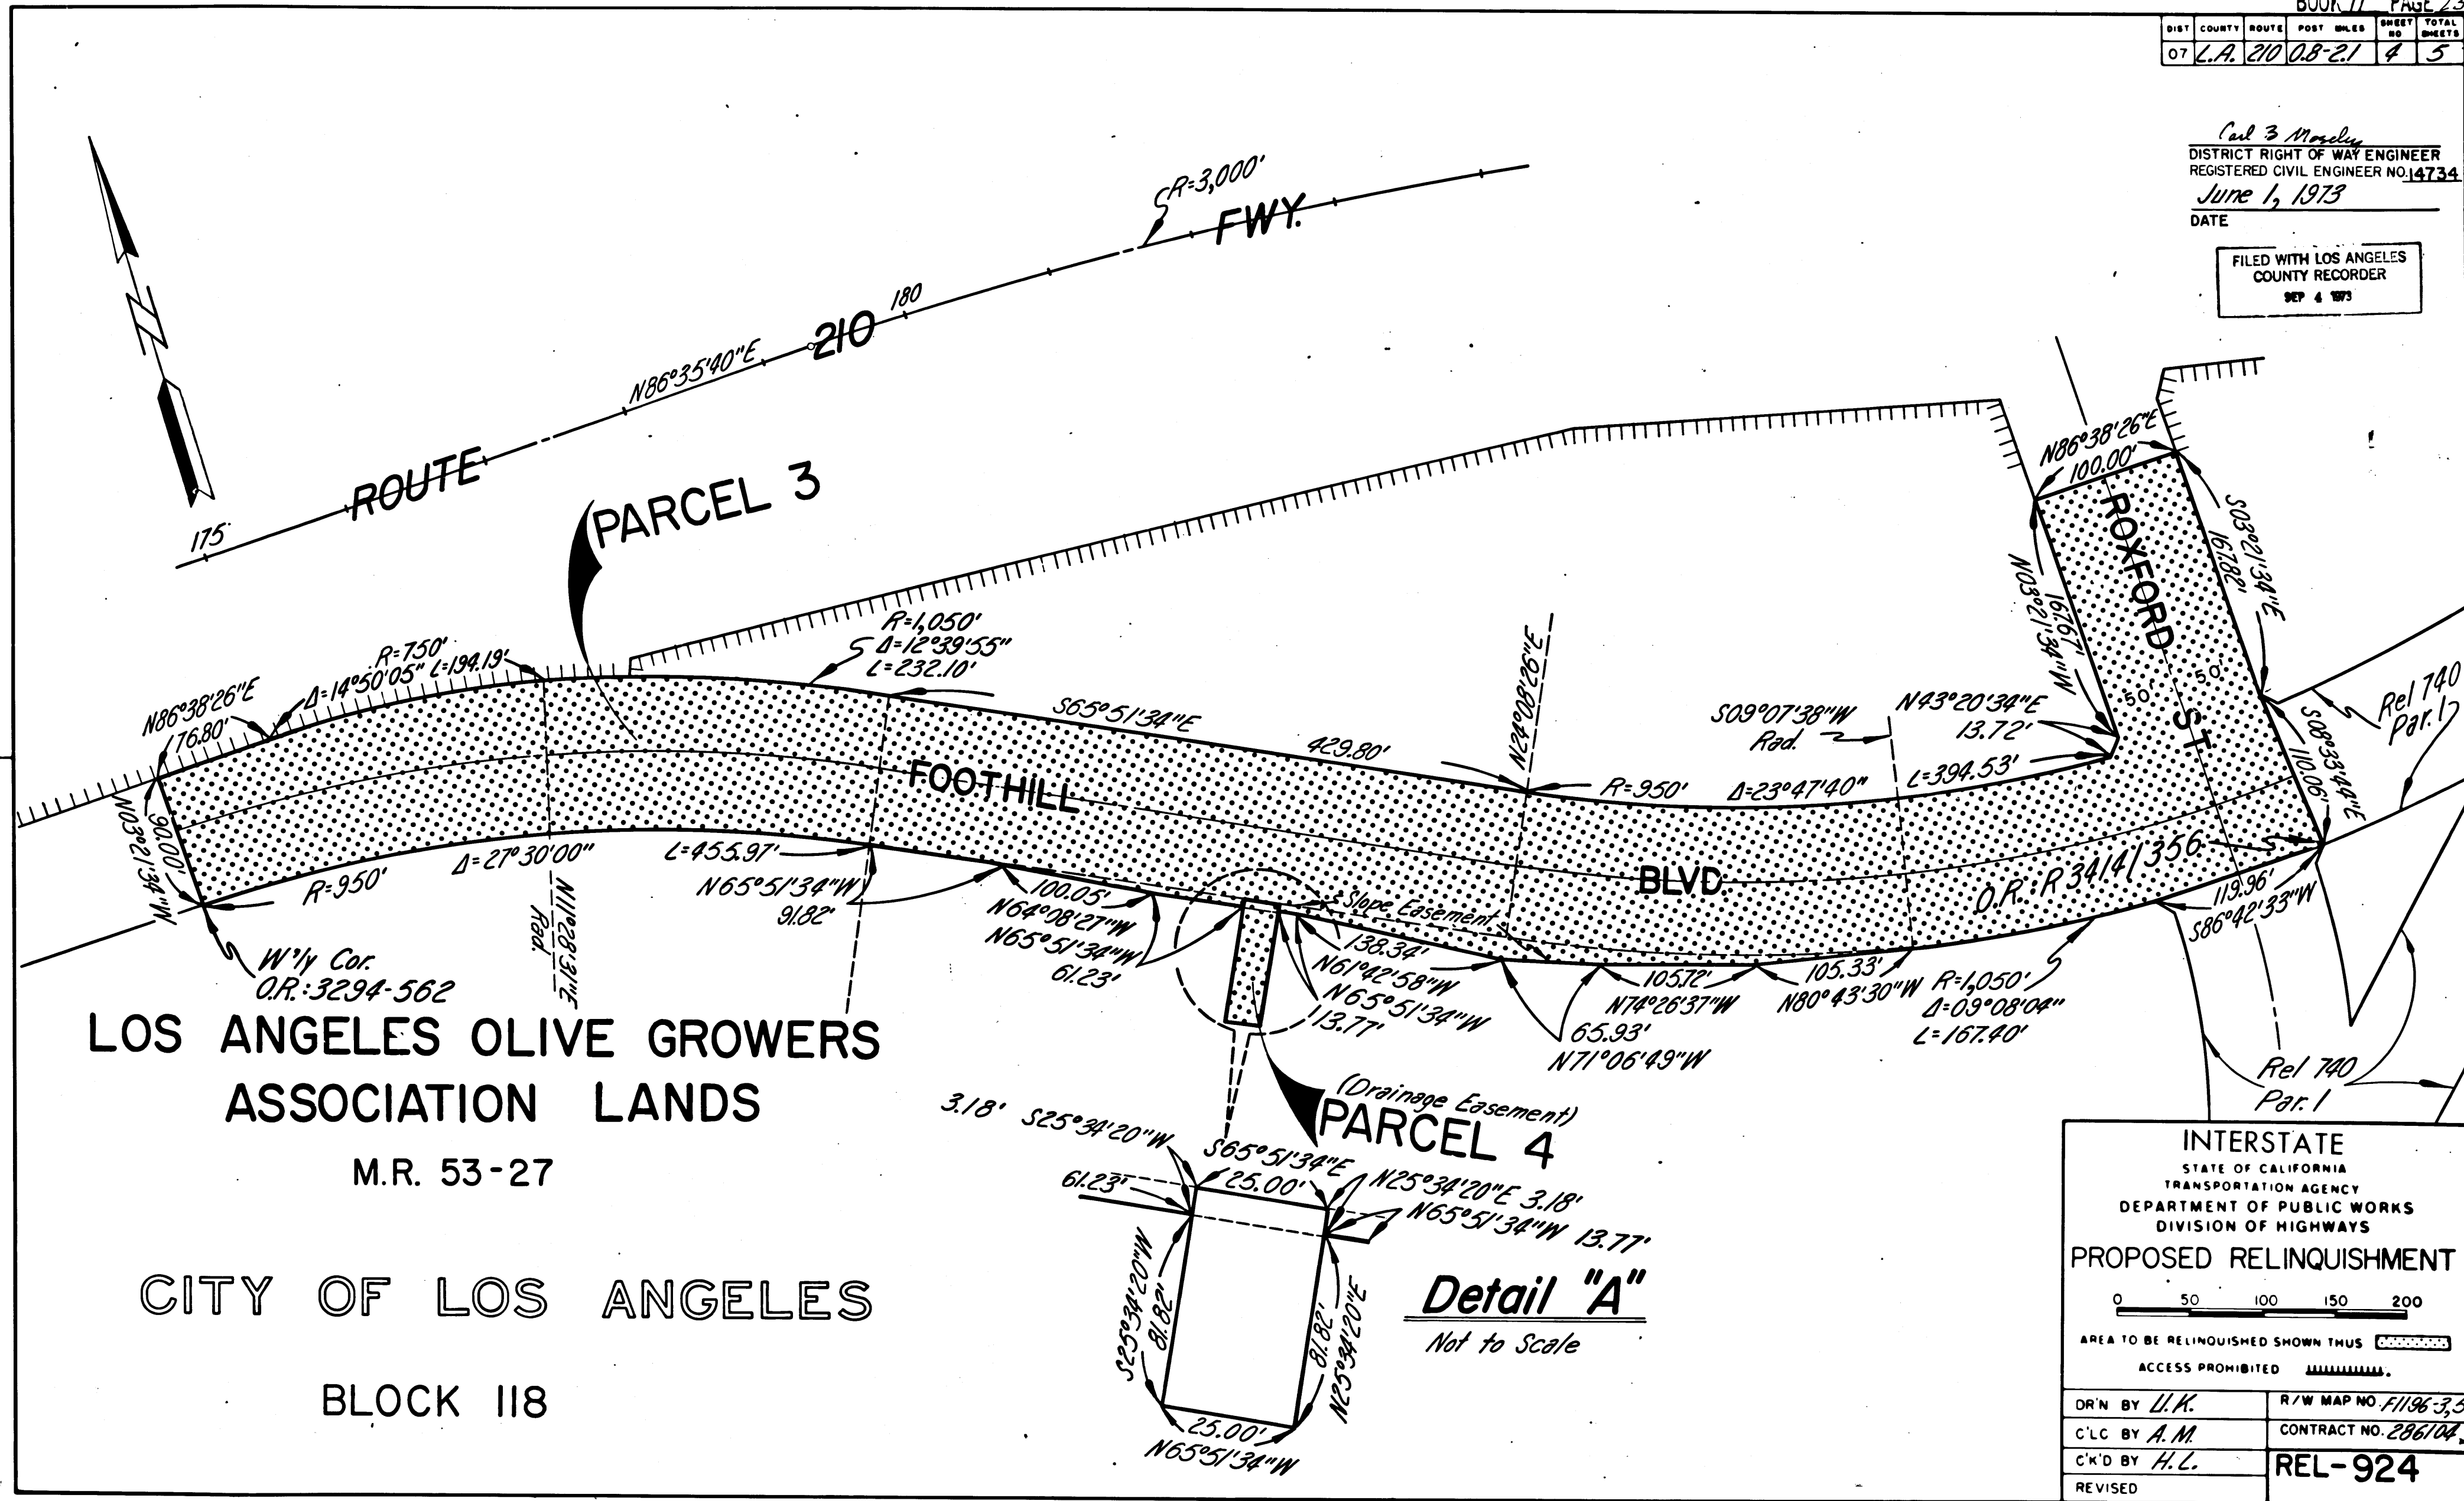 BOOK 11 PAGE 23
DIST COUNTY ROUTE POST MILES SHEET NO TOTAL SHEETS
07 L.A. 210 0.8-2.1 4 5
Carl B Moseley
DISTRICT RIGHT OF WAY ENGINEER
REGISTERED CIVIL ENGINEER NO. 14734
June 1, 1973
DATE
FILED WITH LOS ANGELES
COUNTY RECORDER
SEP 4 1973
R=3,000'
ROUTE 210 FWY.
175
N86°35'40"E
180
PARCEL 3
N86°38'26"E
76.80'
R=750'
Δ=14°50'05" L=194.19'
R=1,050'
Δ=12°39'55"
L=232.10'
S65°51'34"E
429.80'
N24°08'26"E
R=950'
Δ=23°47'40"
L=394.53'
S09°07'38"W
Rad.
N43°20'34"E
13.72'
N03°21'34"W
167.67'
N86°38'26"E
100.00'
S03°21'34"E
167.82'
ROXFORD ST
50'
50'
S08°33'44"E
110.06'
Rel 740
Par. 1
FOOTHILL BLVD
O.R. R 3414/356
119.96'
S86°42'33"W
N03°21'34"W
90.00'
R=950'
Δ=27°30'00"
L=455.97'
N11°28'31"E
Rad.
W'ly Cor.
O.R.: 3294-562
N65°51'34"W
91.82'
100.05'
N64°08'27"W
N65°51'34"W
61.23'
Slope Easement
138.34'
N61°42'58"W
N65°51'34"W
13.77'
65.93'
N71°06'49"W
105.72'
N74°26'37"W
105.33'
N80°43'30"W
R=1,050'
Δ=09°08'04"
L=167.40'
Rel 740
Par. 1
LOS ANGELES OLIVE GROWERS
ASSOCIATION LANDS
M.R. 53-27
CITY OF LOS ANGELES
BLOCK 118
(Drainage Easement)
PARCEL 4
3.18' S25°34'20"W
S65°51'34"E
25.00'
61.23'
N25°34'20"E 3.18'
N65°51'34"W 13.77'
S25°34'20"W
81.82'
81.82'
N25°34'20"E
25.00'
N65°51'34"W
Detail "A"
Not to Scale
INTERSTATE
STATE OF CALIFORNIA
TRANSPORTATION AGENCY
DEPARTMENT OF PUBLIC WORKS
DIVISION OF HIGHWAYS
PROPOSED RELINQUISHMENT
0 50 100 150 200
AREA TO BE RELINQUISHED SHOWN THUS
ACCESS PROHIBITED
DR'N BY U.K.
R/W MAP NO. F1196-3,5
C'LC BY A.M.
CONTRACT NO. 286104
C'K'D BY H.L.
REL-924
REVISED